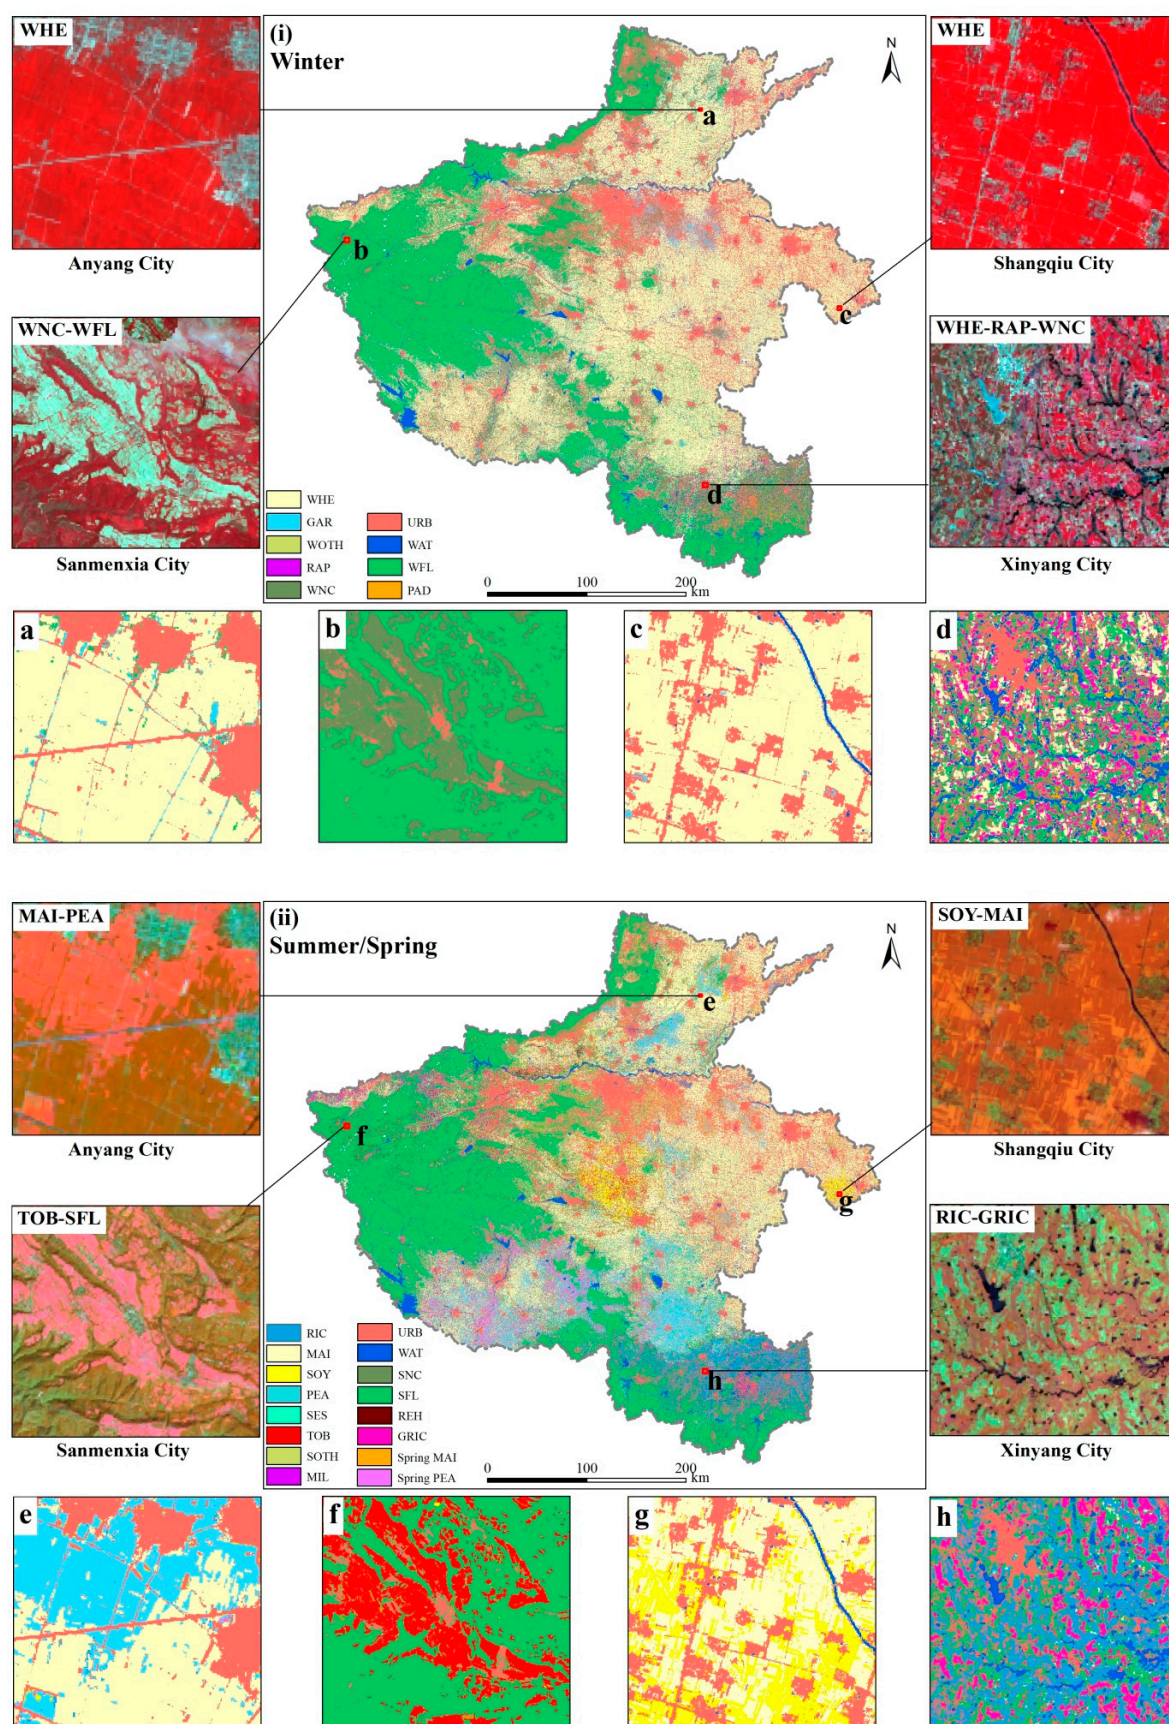 WHE
(i)
Winter
N
WHE
a
b
c
d
Anyang City
Shangqiu City
WNC-WFL
WHE-RAP-WNC
WHE
GAR
WOTH
RAP
WNC
URB
WAT
WFL
PAD
0 100 200
km
Sanmenxia City
Xinyang City
a
b
c
d
MAI-PEA
(ii)
Summer/Spring
N
SOY-MAI
e
f
g
h
Anyang City
Shangqiu City
TOB-SFL
RIC-GRIC
RIC
MAI
SOY
PEA
SES
TOB
SOTH
MIL
URB
WAT
SNC
SFL
REH
GRIC
Spring MAI
Spring PEA
0 100 200
km
Sanmenxia City
Xinyang City
e
f
g
h